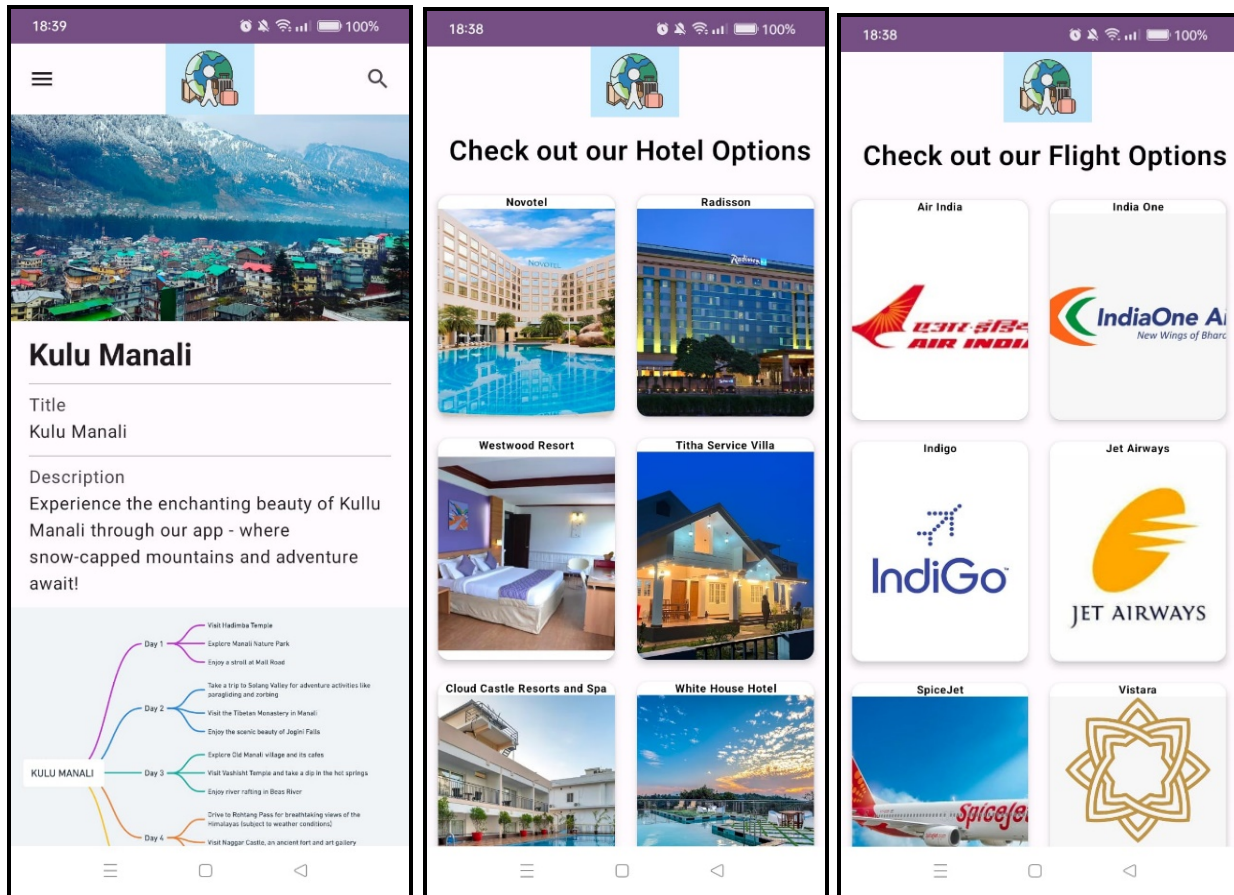 18:39
100%
Kulu Manali
Title
Kulu Manali
Description
Experience the enchanting beauty of Kullu
Manali through our app - where
snow-capped mountains and adventure
await!
KULU MANALI
Day 1
Visit Hadimba Temple
Explore Manali Nature Park
Enjoy a stroll at Mall Road
Day 2
Take a trip to Solang Valley for adventure activities like
paragliding and zorbing
Visit the Tibetan Monastery in Manali
Enjoy the scenic beauty of Jogini Falls
Day 3
Explore Old Manali village and its cafes
Visit Vashisht Temple and take a dip in the hot springs
Enjoy river rafting in Beas River
Day 4
Drive to Rohtang Pass for breathtaking views of the
Himalayas (subject to weather conditions)
Visit Naggar Castle, an ancient fort and art gallery
18:38
100%
Check out our Hotel Options
Novotel
NOVOTEL
Radisson
Radisson
Westwood Resort
Titha Service Villa
Cloud Castle Resorts and Spa
White House Hotel
18:38
100%
Check out our Flight Options
Air India
एअर इंडिया
AIR INDIA
India One
IndiaOne Ai
New Wings of Bharc
Indigo
IndiGo
Jet Airways
JET AIRWAYS
SpiceJet
SpiceJet
Vistara